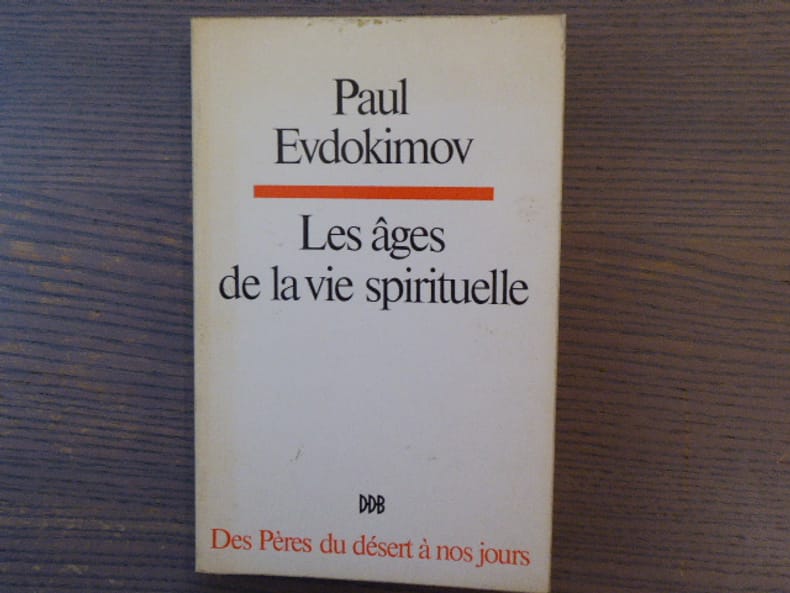 Paul
Evdokimov
Les âges
de la vie spirituelle
DDB
Des Pères du désert à nos jours